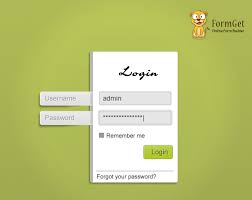 FormGet
Online Form Builder
Login
Username
admin
Password
****************
Remember me
Login
Forgot your password?